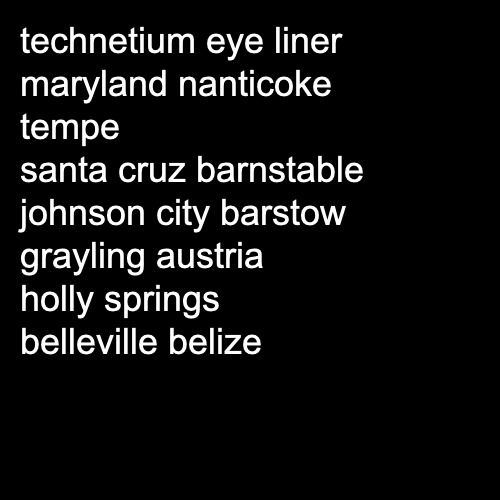 technetium eye liner
maryland nanticoke
tempe
santa cruz barnstable
johnson city barstow
grayling austria
holly springs
belleville belize